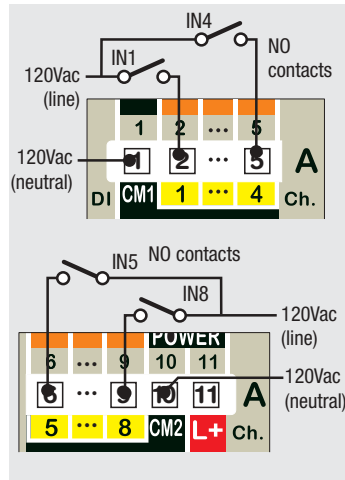 IN4
IN1
NO
contacts
120Vac
(line)
1 2 ... 5
120Vac
(neutral)
1 2 ... 5 A
DI CM1 1 ... 4 Ch.
IN5 NO contacts
IN8
120Vac
(line)
POWER
6 ... 9 10 11
120Vac
(neutral)
6 ... 9 10 11 A
5 ... 8 CM2 L+ Ch.